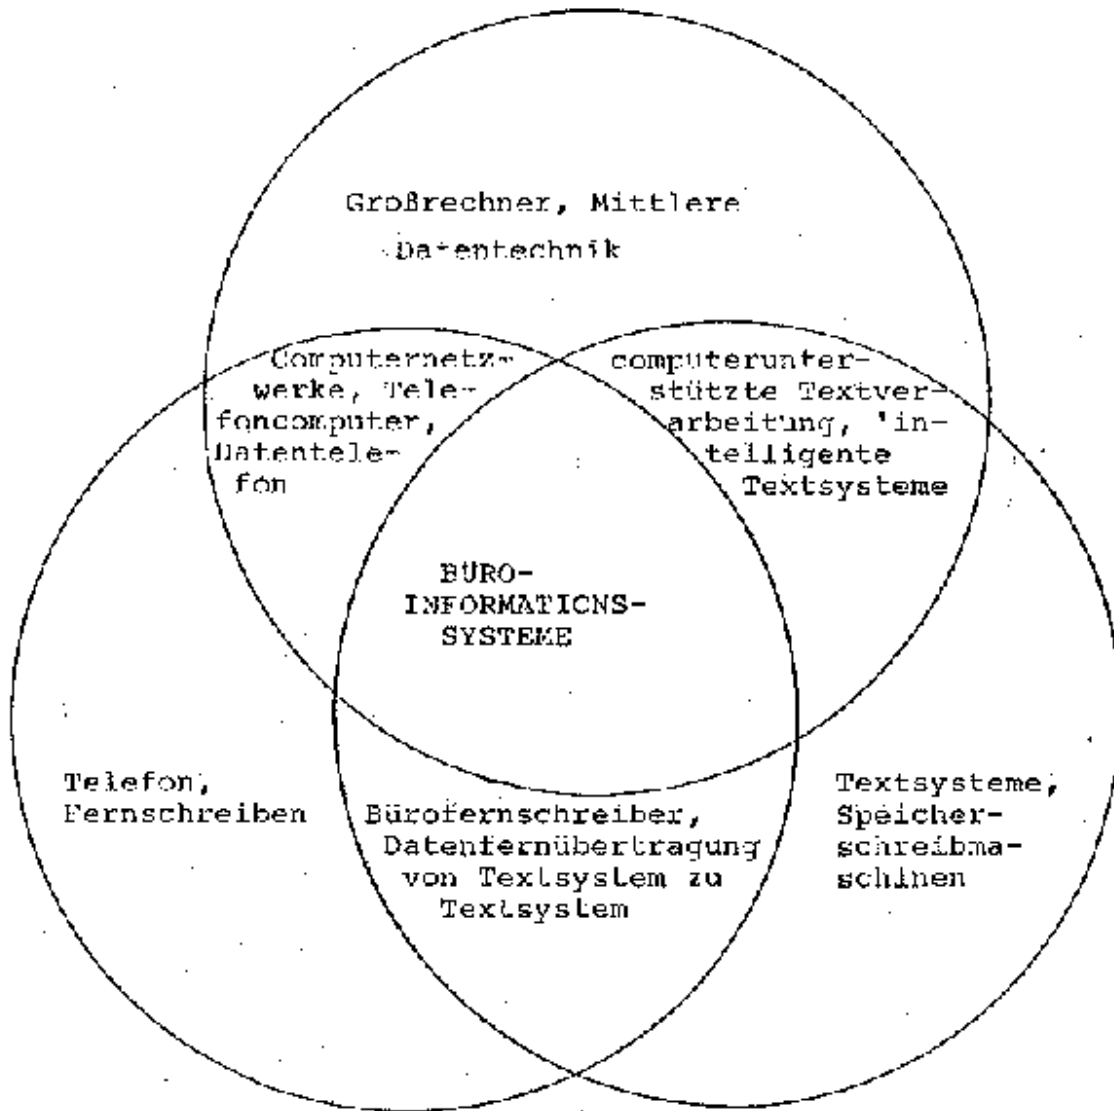 Großrechner, Mittlere
Datentechnik
Computernetz-
werke, Tele-
foncomputer,
Datentele-
fon
computerunter-
stützte Textver-
arbeitung, 'in-
telligente
Textsysteme
BÜRO-
INFORMATIONS-
SYSTEME
Telefon,
Fernschreiben
Bürofernschreiber,
Datenfernübertragung
von Textsystem zu
Textsystem
Textsysteme,
Speicher-
schreibma-
schinen